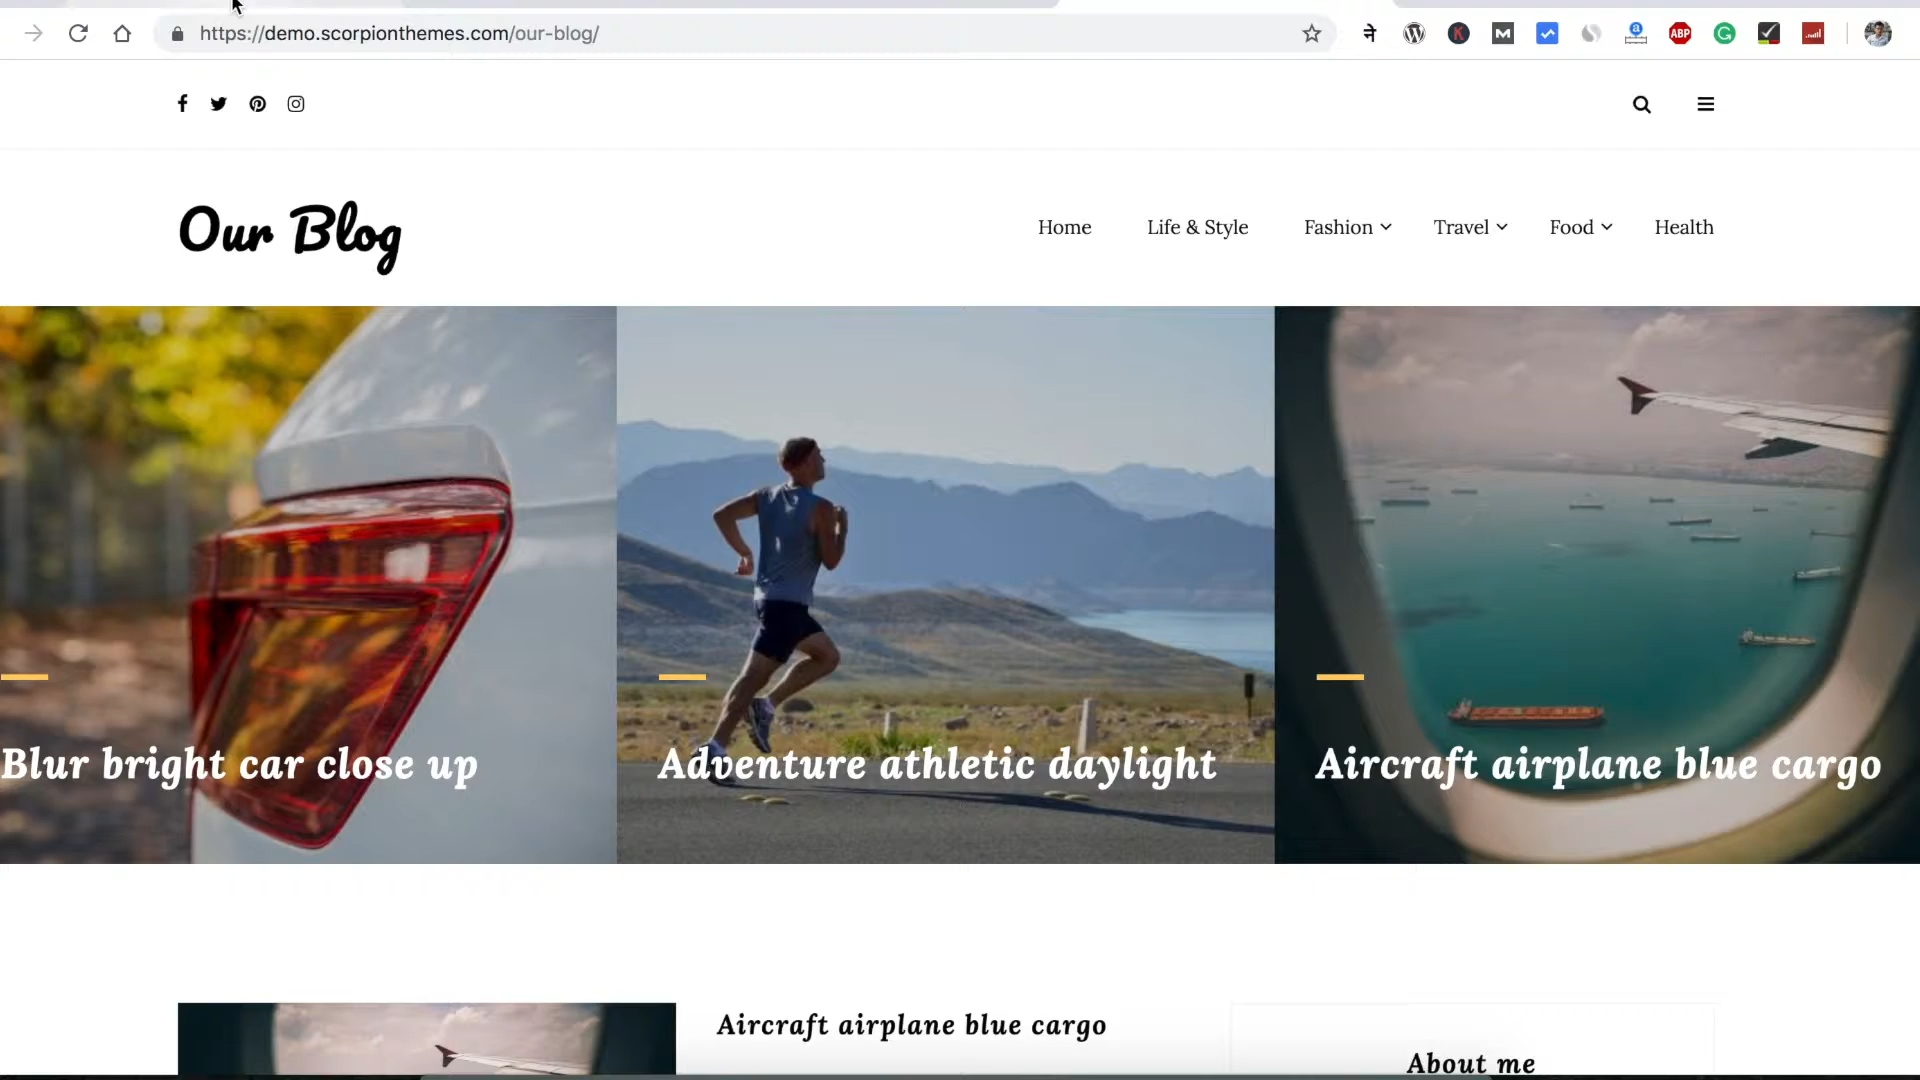 https://demo.scorpionthemes.com/our-blog/
ने
ABP
Our Blog
Home
Life & Style
Fashion
Travel
Food
Health
Blur bright car close up
Adventure athletic daylight
Aircraft airplane blue cargo
Aircraft airplane blue cargo
About me